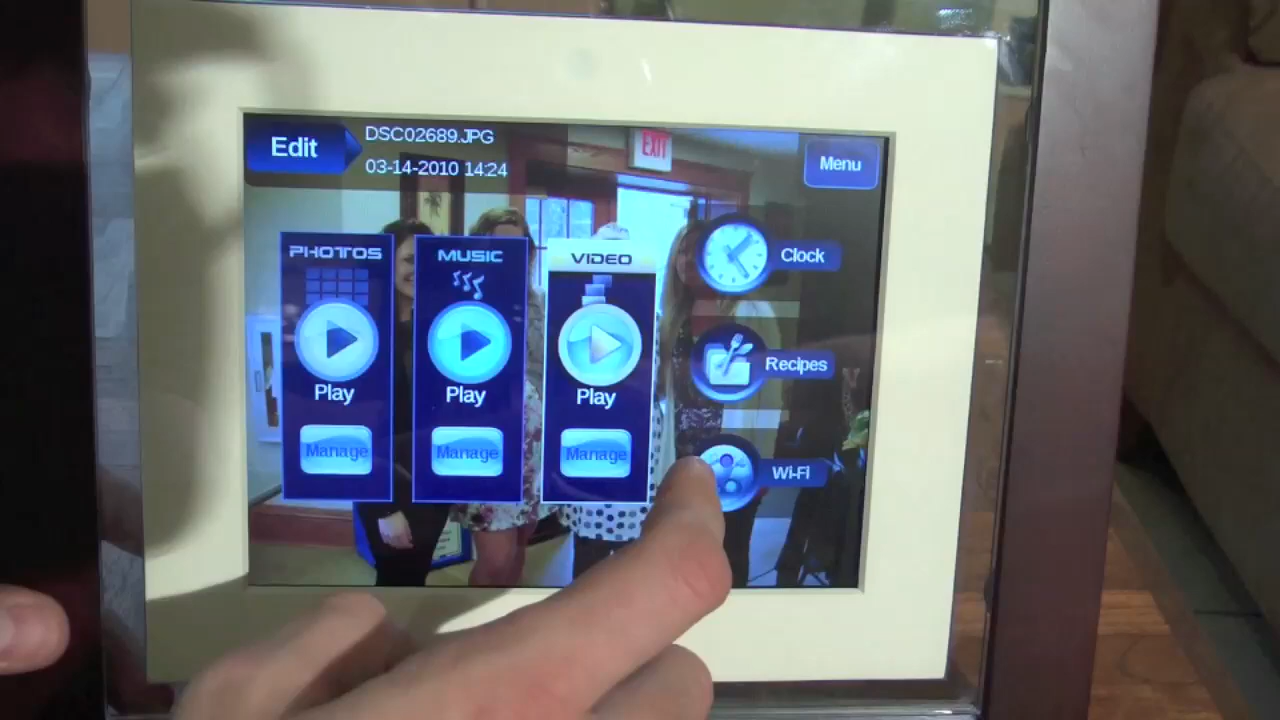 Edit
DSC02689.JPG
03-14-2010 14:24
EXIT
Menu
PHOTOS
MUSIC
VIDEO
Clock
Play
Play
Play
Recipes
Manage
Manage
Manage
Wi-Fi